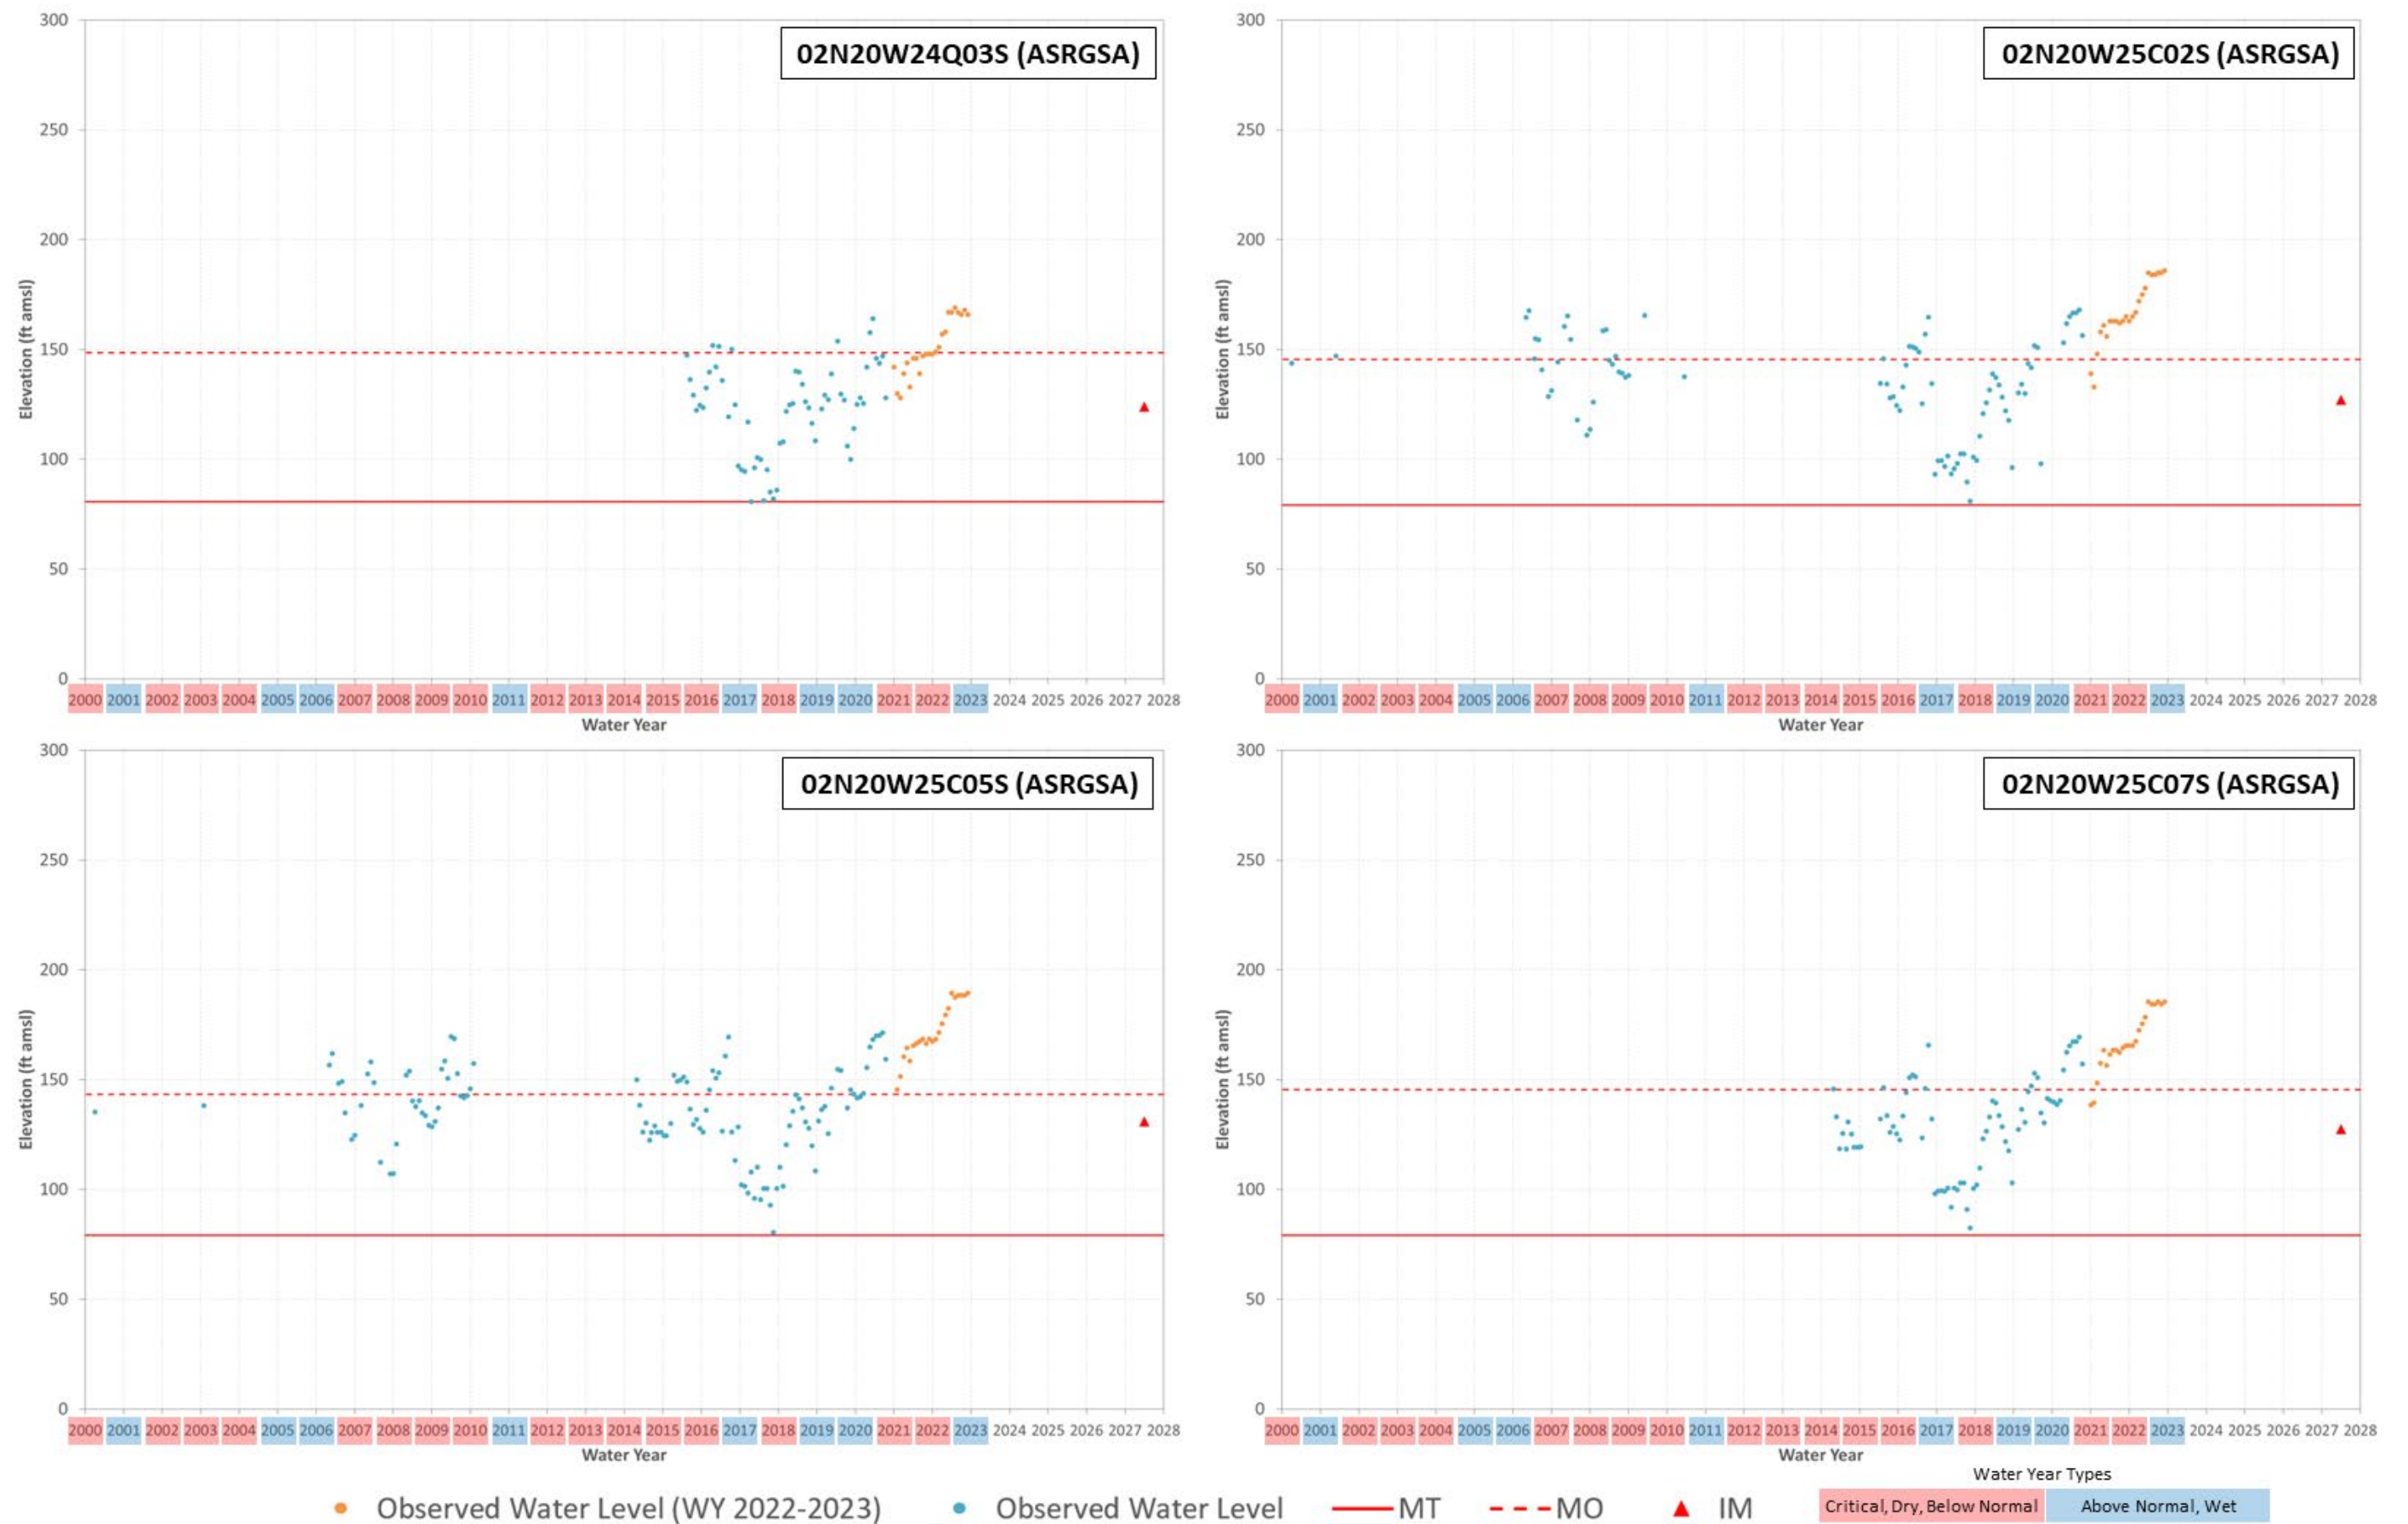 02N20W24Q03S (ASRGSA)
300
250
200
150
100
50
0
Elevation (ft amsl)
2000 2001 2002 2003 2004 2005 2006 2007 2008 2009 2010 2011 2012 2013 2014 2015 2016 2017 2018 2019 2020 2021 2022 2023 2024 2025 2026 2027 2028
Water Year
02N20W25C02S (ASRGSA)
300
250
200
150
100
50
0
Elevation (ft amsl)
2000 2001 2002 2003 2004 2005 2006 2007 2008 2009 2010 2011 2012 2013 2014 2015 2016 2017 2018 2019 2020 2021 2022 2023 2024 2025 2026 2027 2028
Water Year
02N20W25C05S (ASRGSA)
300
250
200
150
100
50
0
Elevation (ft amsl)
2000 2001 2002 2003 2004 2005 2006 2007 2008 2009 2010 2011 2012 2013 2014 2015 2016 2017 2018 2019 2020 2021 2022 2023 2024 2025 2026 2027 2028
Water Year
02N20W25C07S (ASRGSA)
300
250
200
150
100
50
0
Elevation (ft amsl)
2000 2001 2002 2003 2004 2005 2006 2007 2008 2009 2010 2011 2012 2013 2014 2015 2016 2017 2018 2019 2020 2021 2022 2023 2024 2025 2026 2027 2028
Water Year
Water Year Types
Observed Water Level (WY 2022-2023) Observed Water Level MT MO IM Critical, Dry, Below Normal Above Normal, Wet